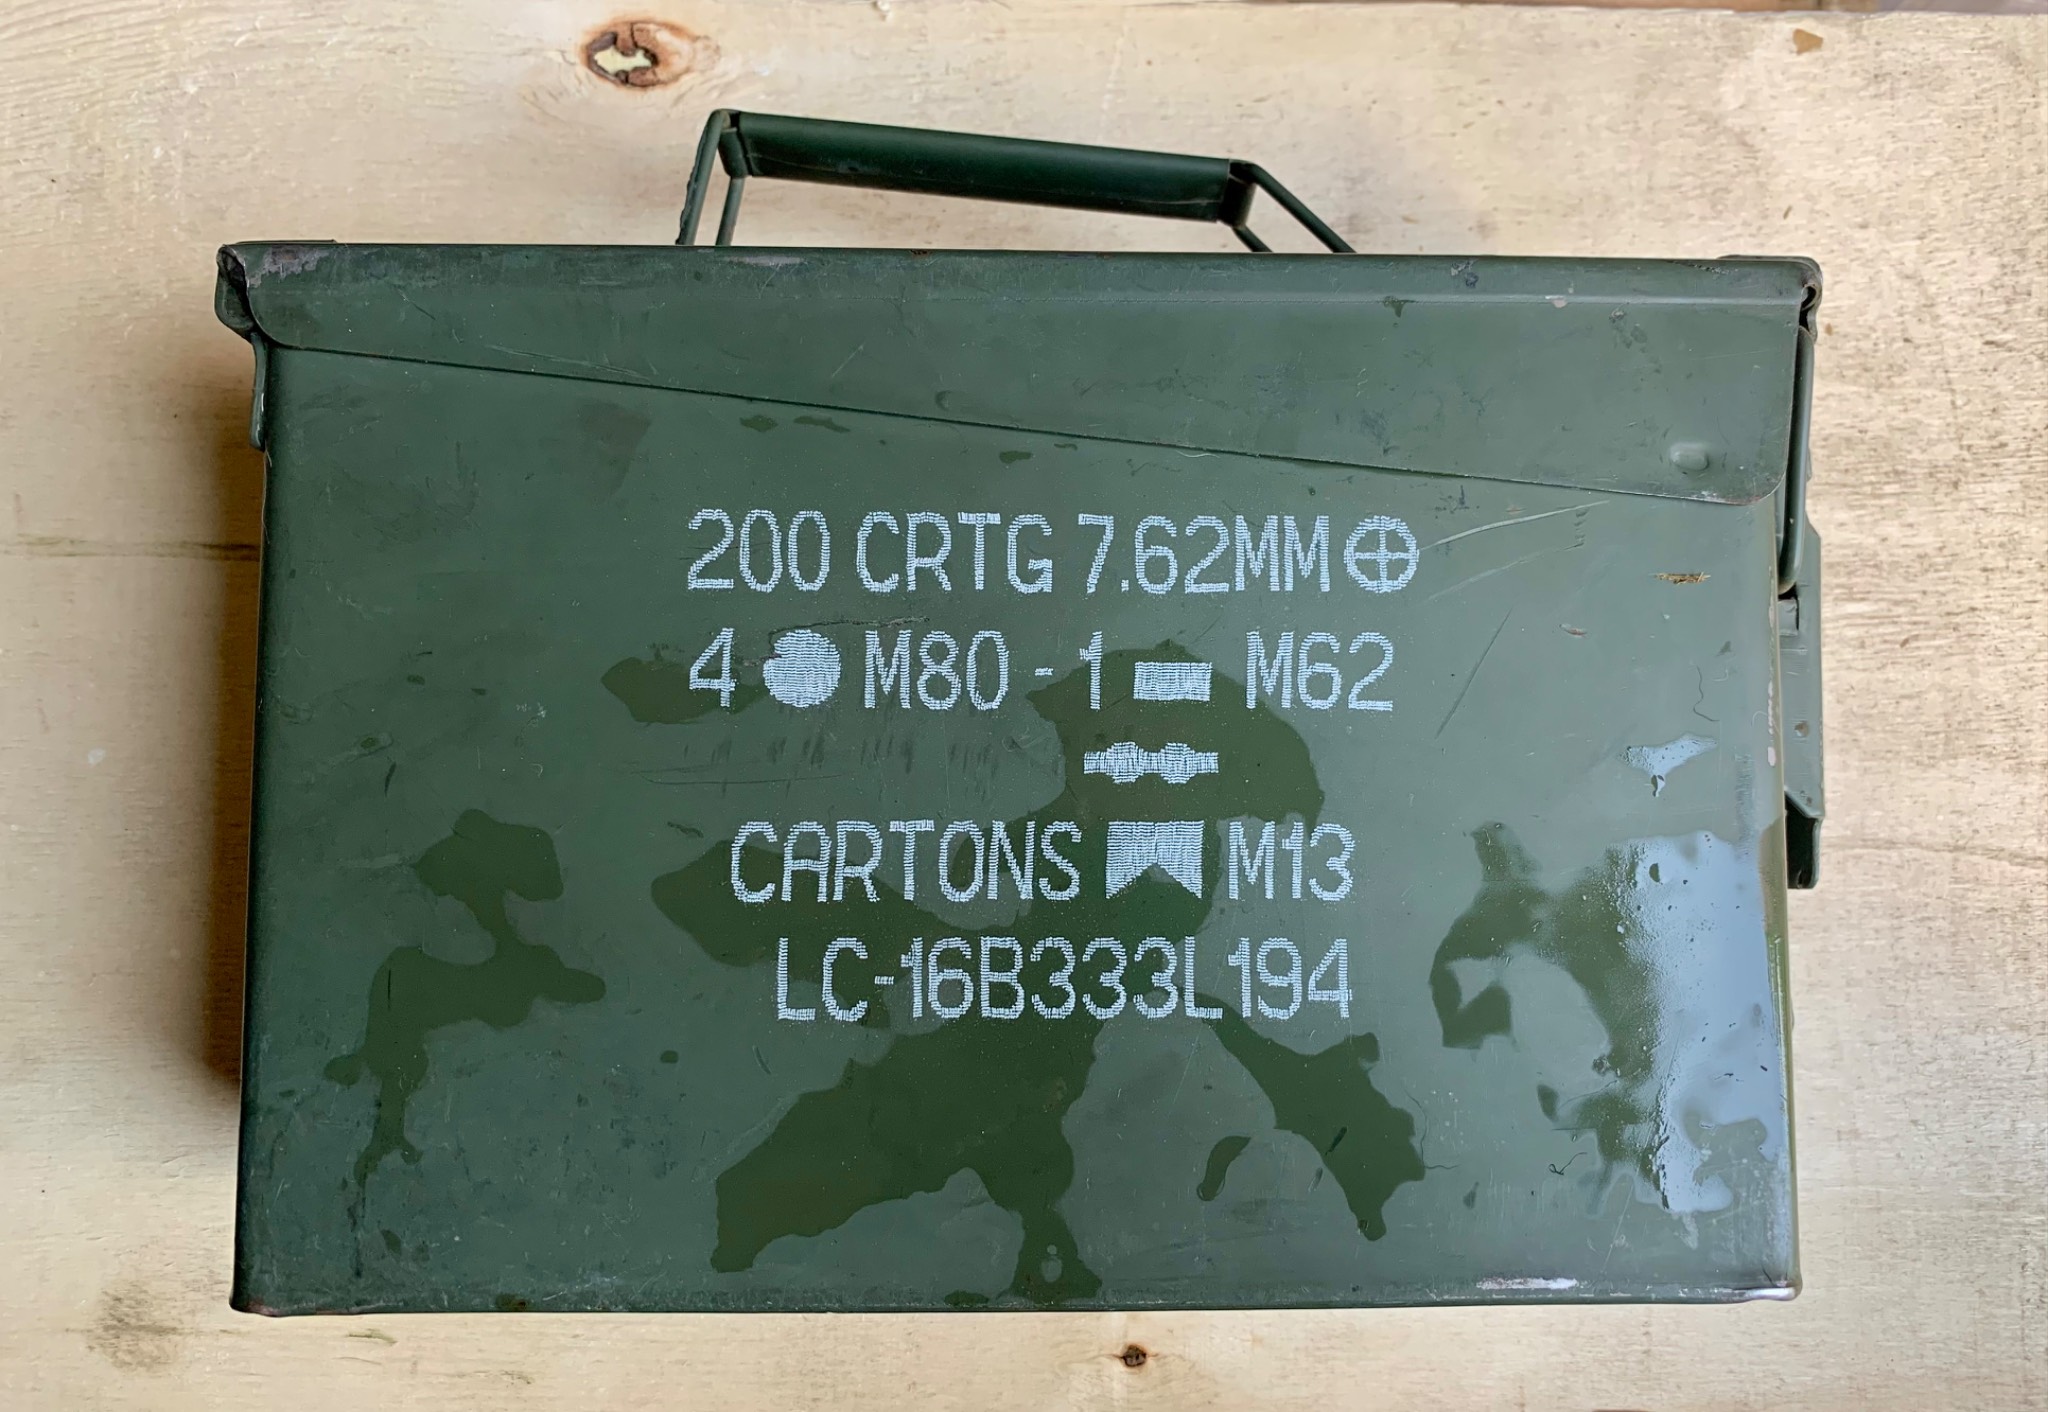 200 CRTG 7.62MM
4 M80 - 1 M62
CARTONS M13
LC-16B333L194